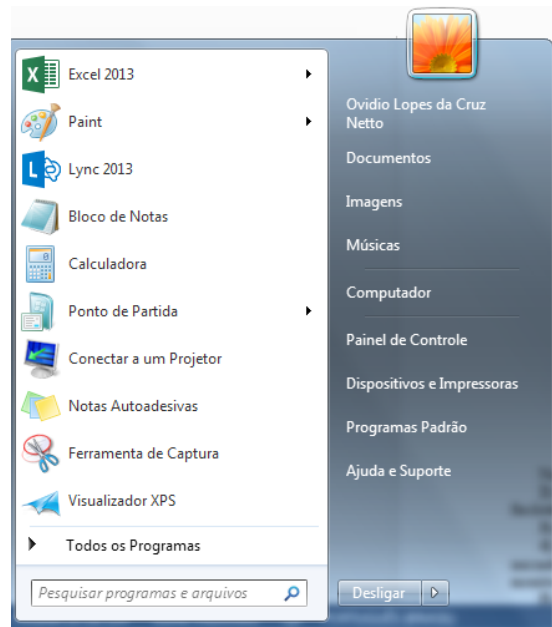 Excel 2013
Paint
Lync 2013
Bloco de Notas
Calculadora
Ponto de Partida
Conectar a um Projetor
Notas Autoadesivas
Ferramenta de Captura
Visualizador XPS
Todos os Programas
Pesquisar programas e arquivos
Ovidio Lopes da Cruz
Netto
Documentos
Imagens
Músicas
Computador
Painel de Controle
Dispositivos e Impressoras
Programas Padrão
Ajuda e Suporte
Desligar